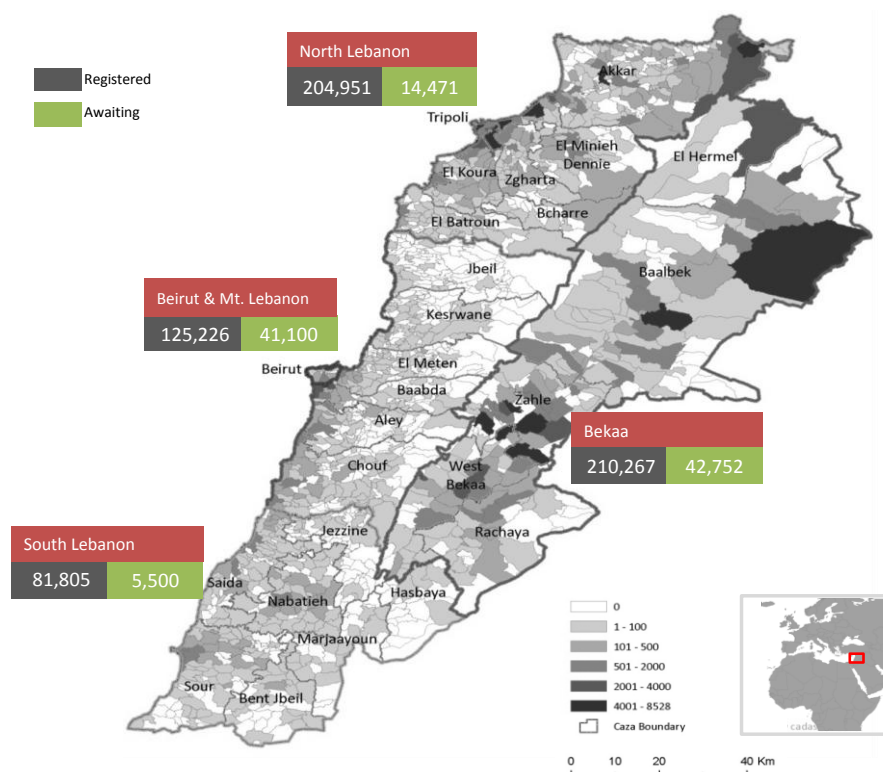 North Lebanon
204,951 14,471
Registered
Awaiting
Akkar
Tripoli
El Minieh
Dennie
El Hermel
El Koura
Zgharta
Bcharre
El Batroun
Jbeil
Baalbek
Beirut & Mt. Lebanon
125,226 41,100
Kesrwane
El Meten
Beirut
Baabda
Zahle
Aley
Bekaa
210,267 42,752
Chouf
West
Bekaa
Jezzine
Rachaya
South Lebanon
81,805 5,500
Saida
Hasbaya
Nabatieh
Marjaayoun
Sour
Bent Jbeil
0
1 - 100
101 - 500
501 - 2000
2001 - 4000
4001 - 8528
Caza Boundary
cadas
0 10 20 40 Km